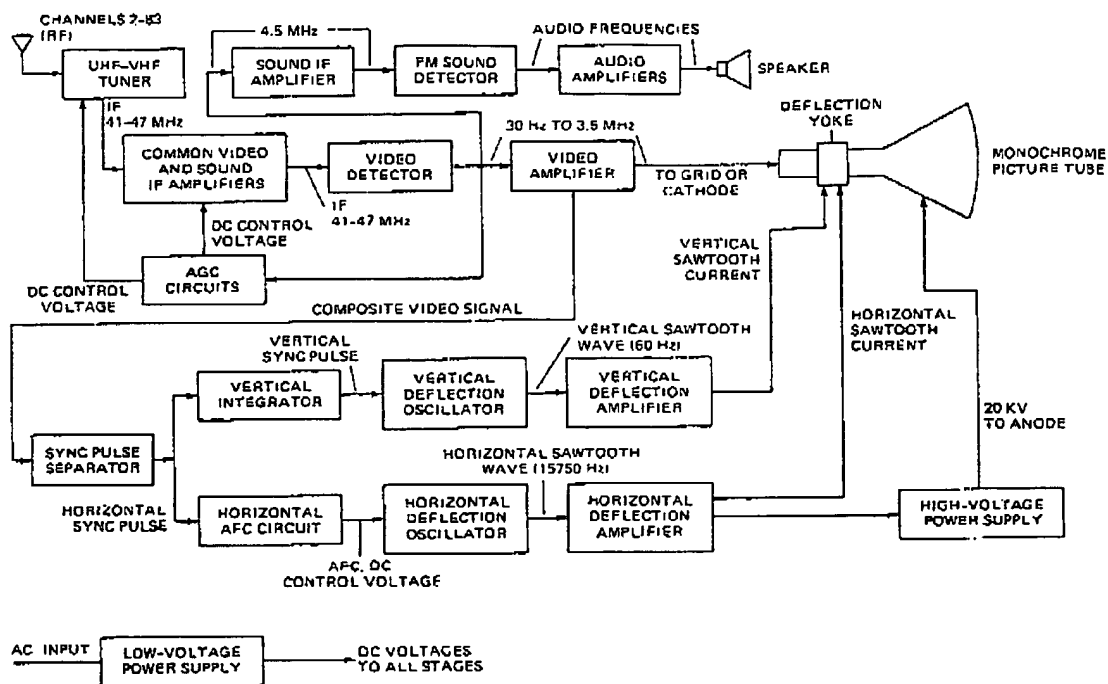 CHANNELS 2-83
(RF)
UHF-VHF
TUNER
4.5 MHz
SOUND IF
AMPLIFIER
FM SOUND
DETECTOR
AUDIO FREQUENCIES
AUDIO
AMPLIFIERS
SPEAKER
IF
41-47 MHz
COMMON VIDEO
AND SOUND
IF AMPLIFIERS
VIDEO
DETECTOR
IF
41-47 MHz
30 Hz TO 3.5 MHz
VIDEO
AMPLIFIER
TO GRID OR
CATHODE
DEFLECTION
YOKE
MONOCHROME
PICTURE TUBE
DC CONTROL
VOLTAGE
AGC
CIRCUITS
DC CONTROL
VOLTAGE
VERTICAL
SAWTOOTH
CURRENT
HORIZONTAL
SAWTOOTH
CURRENT
COMPOSITE VIDEO SIGNAL
VERTICAL
SYNC PULSE
VERTICAL SAWTOOTH
WAVE (60 Hz)
VERTICAL
INTEGRATOR
VERTICAL
DEFLECTION
OSCILLATOR
VERTICAL
DEFLECTION
AMPLIFIER
20 KV
TO ANODE
SYNC PULSE
SEPARATOR
HORIZONTAL SAWTOOTH
WAVE (15750 Hz)
HORIZONTAL
SYNC PULSE
HORIZONTAL
AFC CIRCUIT
HORIZONTAL
DEFLECTION
OSCILLATOR
HORIZONTAL
DEFLECTION
AMPLIFIER
HIGH-VOLTAGE
POWER SUPPLY
AFC, DC
CONTROL VOLTAGE
AC INPUT
LOW-VOLTAGE
POWER SUPPLY
DC VOLTAGES
TO ALL STAGES